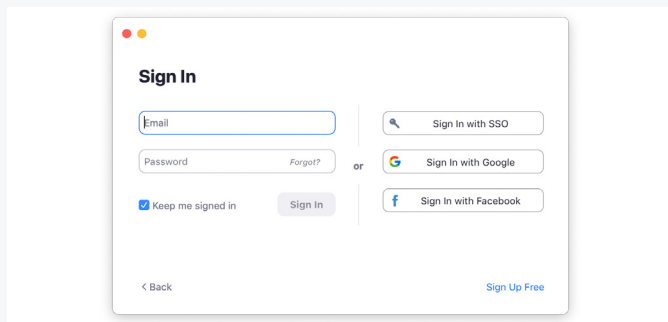 Sign In
Email
Password Forgot?
Keep me signed in
Sign In
or
Sign In with SSO
Sign In with Google
Sign In with Facebook
< Back
Sign Up Free